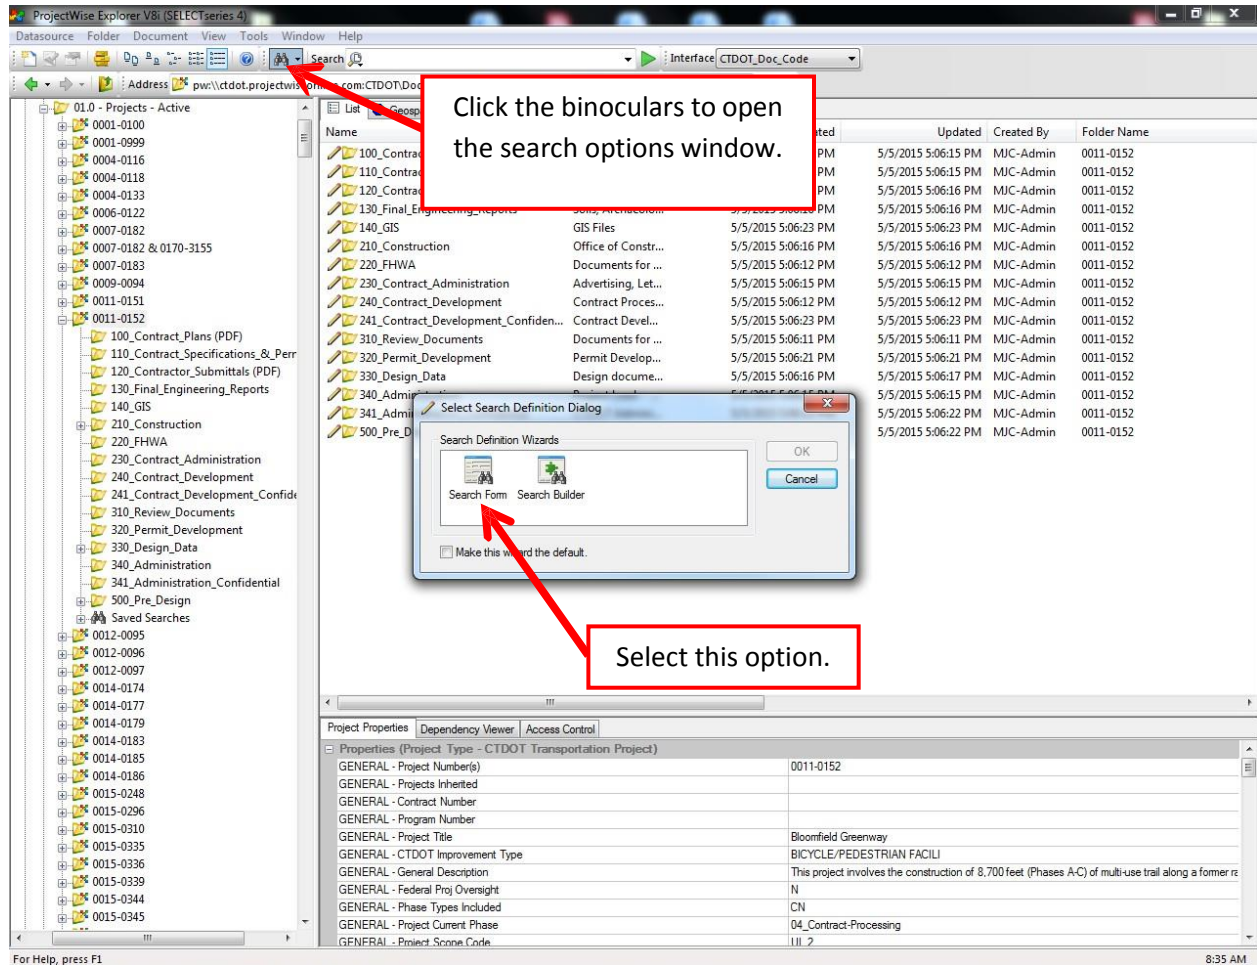 ProjectWise Explorer V8i (SELECTseries 4)
Datasource Folder Document View Tools Window Help
Search
Interface CTDOT_Doc_Code
Address pw:\\ctdot.projectwis
.com:CTDOT\Doc
Click the binoculars to open
the search options window.
01.0 - Projects - Active
0001-0100
0001-0999
0004-0116
0004-0118
0004-0133
0006-0122
0007-0182
0007-0182 & 0170-3155
0007-0183
0009-0094
0011-0151
0011-0152
100_Contract_Plans (PDF)
110_Contract_Specifications_&_Perr
120_Contractor_Submittals (PDF)
130_Final_Engineering_Reports
140_GIS
210_Construction
220_FHWA
230_Contract_Administration
240_Contract_Development
241_Contract_Development_Confide
310_Review_Documents
320_Permit_Development
330_Design_Data
340_Administration
341_Administration_Confidential
500_Pre_Design
Saved Searches
0012-0095
0012-0096
0012-0097
0014-0174
0014-0177
0014-0179
0014-0183
0014-0185
0014-0186
0015-0248
0015-0296
0015-0310
0015-0335
0015-0336
0015-0339
0015-0344
0015-0345
List Geosp
Name ated Updated Created By Folder Name
100_Contrac PM 5/5/2015 5:06:15 PM MJC-Admin 0011-0152
110_Contrac PM 5/5/2015 5:06:15 PM MJC-Admin 0011-0152
120_Contrac PM 5/5/2015 5:06:16 PM MJC-Admin 0011-0152
130_Final_Engineering_Reports Soils, Archaeolo... 5/5/2015 5:06:16 PM 5/5/2015 5:06:16 PM MJC-Admin 0011-0152
140_GIS GIS Files 5/5/2015 5:06:23 PM 5/5/2015 5:06:23 PM MJC-Admin 0011-0152
210_Construction Office of Constr... 5/5/2015 5:06:16 PM 5/5/2015 5:06:16 PM MJC-Admin 0011-0152
220_FHWA Documents for ... 5/5/2015 5:06:12 PM 5/5/2015 5:06:12 PM MJC-Admin 0011-0152
230_Contract_Administration Advertising, Let... 5/5/2015 5:06:15 PM 5/5/2015 5:06:15 PM MJC-Admin 0011-0152
240_Contract_Development Contract Proces... 5/5/2015 5:06:12 PM 5/5/2015 5:06:12 PM MJC-Admin 0011-0152
241_Contract_Development_Confiden... Contract Devel... 5/5/2015 5:06:23 PM 5/5/2015 5:06:23 PM MJC-Admin 0011-0152
310_Review_Documents Documents for ... 5/5/2015 5:06:11 PM 5/5/2015 5:06:11 PM MJC-Admin 0011-0152
320_Permit_Development Permit Develop... 5/5/2015 5:06:21 PM 5/5/2015 5:06:21 PM MJC-Admin 0011-0152
330_Design_Data Design docume... 5/5/2015 5:06:16 PM 5/5/2015 5:06:17 PM MJC-Admin 0011-0152
340_Administration 5/5/2015 5:06:15 PM 5/5/2015 5:06:15 PM MJC-Admin 0011-0152
341_Admi 5/5/2015 5:06:22 PM MJC-Admin 0011-0152
500_Pre_D 5/5/2015 5:06:22 PM MJC-Admin 0011-0152
Select Search Definition Dialog
Search Definition Wizards
OK
Cancel
Search Form Search Builder
Make this wizard the default.
Select this option.
Project Properties Dependency Viewer Access Control
Properties (Project Type - CTDOT Transportation Project)
GENERAL - Project Number(s) 0011-0152
GENERAL - Projects Inherited
GENERAL - Contract Number
GENERAL - Program Number
GENERAL - Project Title Bloomfield Greenway
GENERAL - CTDOT Improvement Type BICYCLE/PEDESTRIAN FACILI
GENERAL - General Description This project involves the construction of 8,700 feet (Phases A-C) of multi-use trail along a former ra
GENERAL - Federal Proj Oversight N
GENERAL - Phase Types Included CN
GENERAL - Project Current Phase 04_Contract-Processing
GENERAL - Project Scope Code
For Help, press F1 8:35 AM